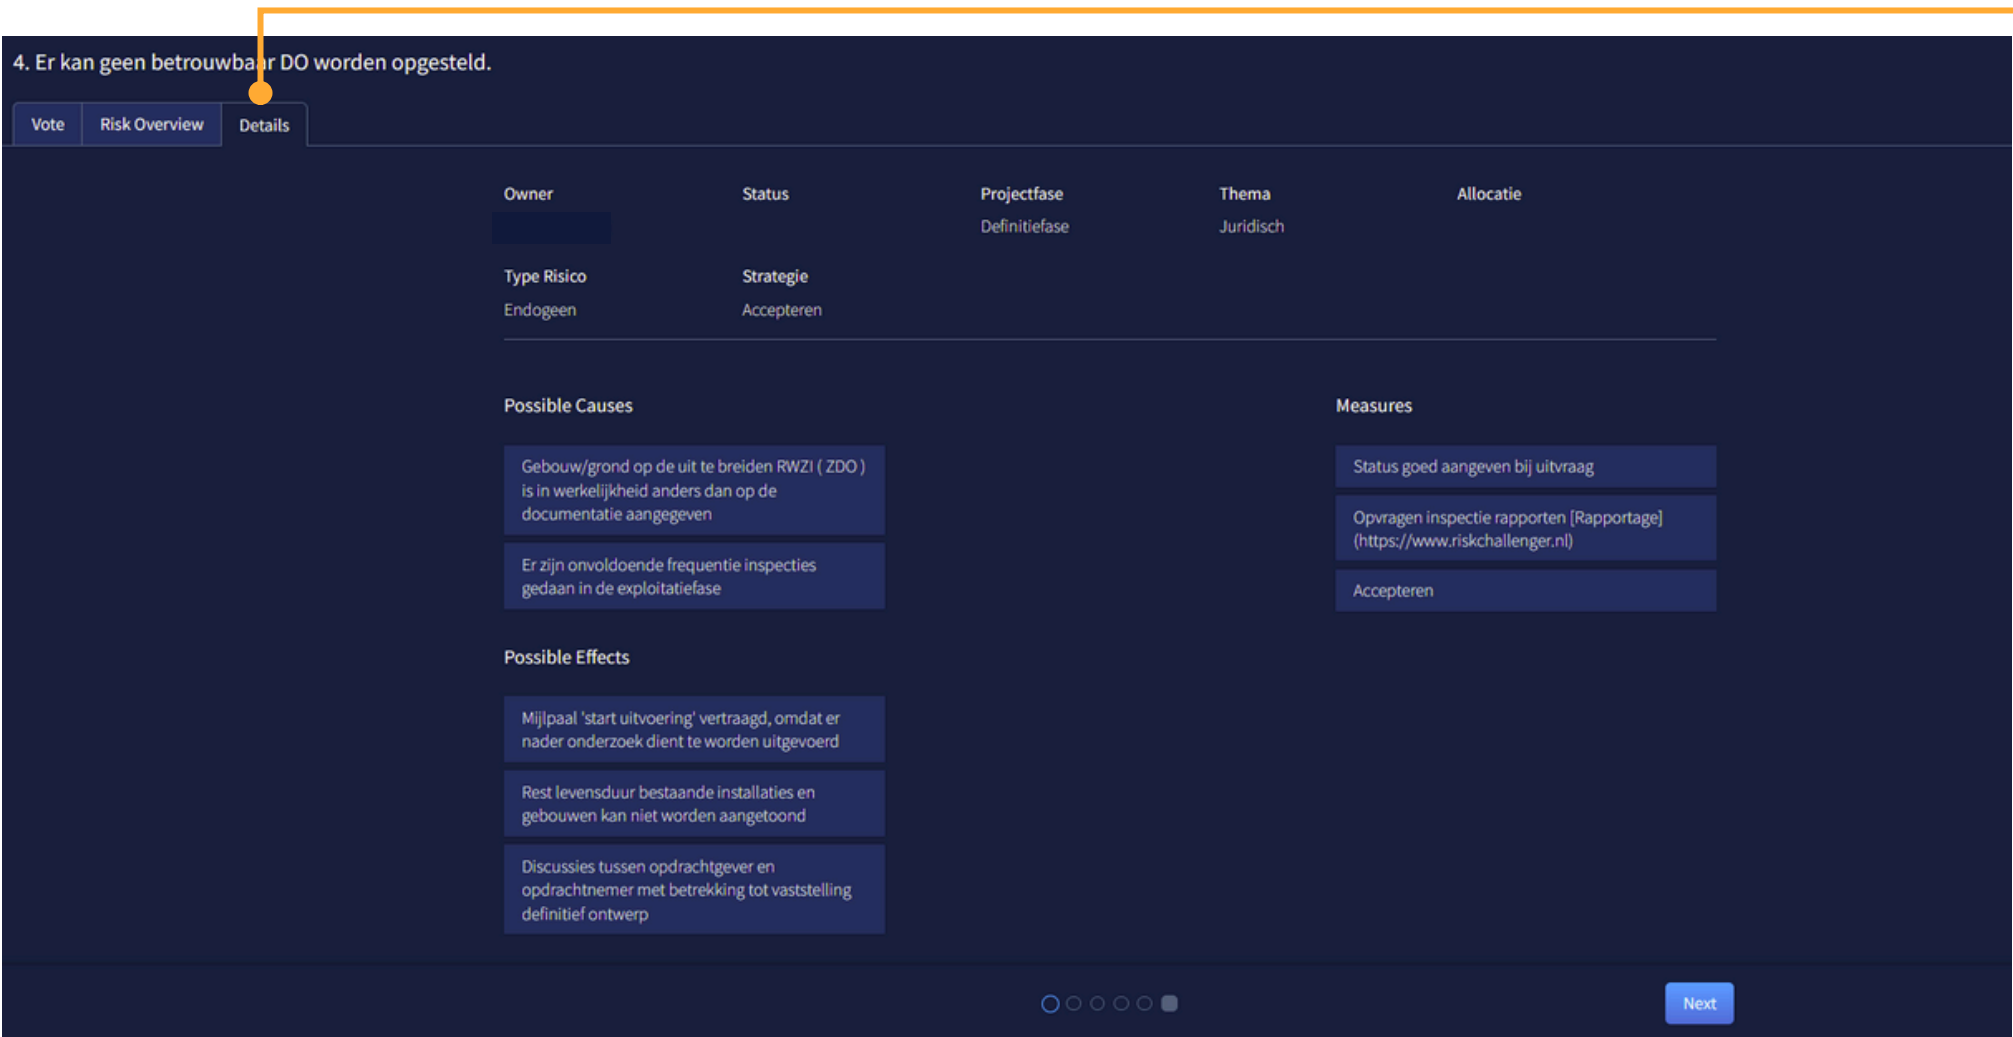 4. Er kan geen betrouwbaar DO worden opgesteld.
Vote
Risk Overview
Details
Owner
Status
Projectfase
Thema
Allocatie
Definitiefase
Juridisch
Type Risico
Strategie
Endogeen
Accepteren
Possible Causes
Gebouw/grond op de uit te breiden RWZI ( ZDO )
is in werkelijkheid anders dan op de
documentatie aangegeven
Er zijn onvoldoende frequentie inspecties
gedaan in de exploitatiefase
Possible Effects
Mijlpaal 'start uitvoering' vertraagd, omdat er
nader onderzoek dient te worden uitgevoerd
Rest levensduur bestaande installaties en
gebouwen kan niet worden aangetoond
Discussies tussen opdrachtgever en
opdrachtnemer met betrekking tot vaststelling
definitief ontwerp
Measures
Status goed aangeven bij uitvraag
Opvragen inspectie rapporten [Rapportage]
(https://www.riskchallenger.nl)
Accepteren
Next